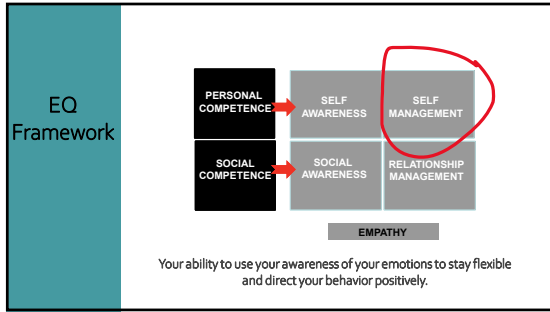 EQ
Framework
PERSONAL
COMPETENCE
SELF
AWARENESS
SELF
MANAGEMENT
SOCIAL
COMPETENCE
SOCIAL
AWARENESS
RELATIONSHIP
MANAGEMENT
EMPATHY
Your ability to use your awareness of your emotions to stay flexible
and direct your behavior positively.